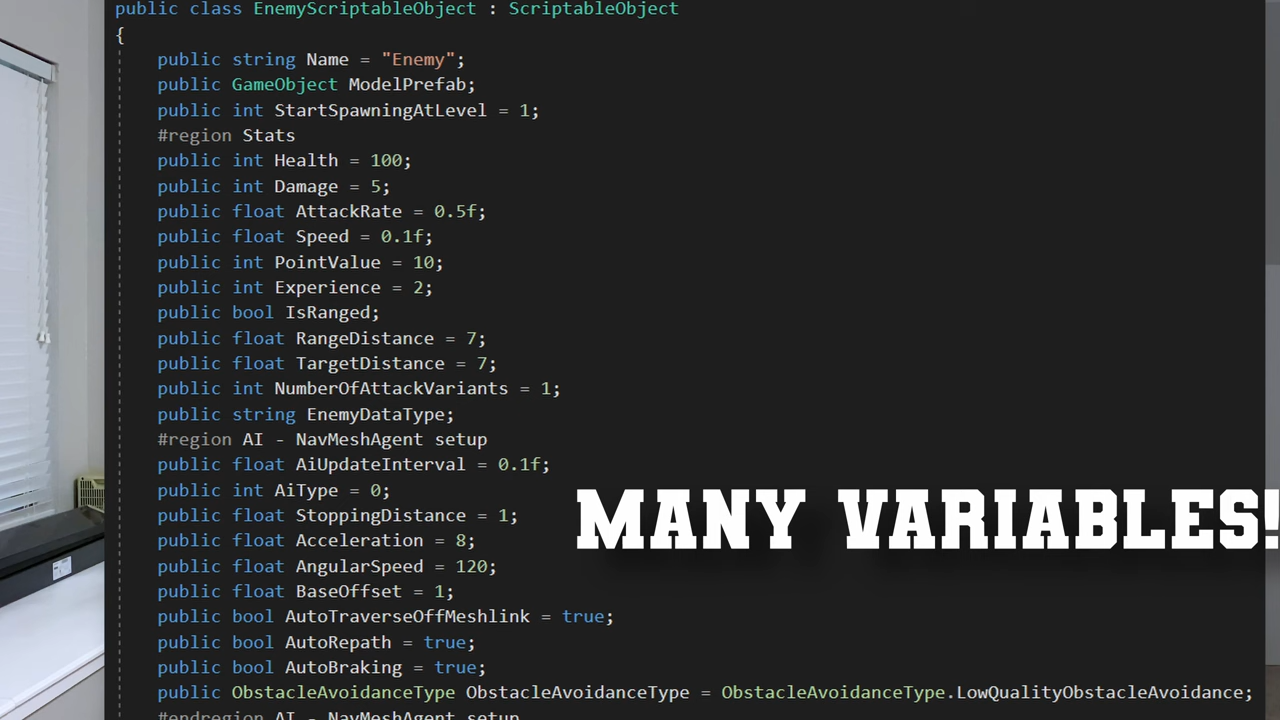 public class EnemyScriptableObject : ScriptableObject
{
public string Name = "Enemy";
public GameObject ModelPrefab;
public int StartSpawningAtLevel = 1;
#region Stats
public int Health = 100;
public int Damage = 5;
public float AttackRate = 0.5f;
public float Speed = 0.1f;
public int PointValue = 10;
public int Experience = 2;
public bool IsRanged;
public float RangeDistance = 7;
public float TargetDistance = 7;
public int NumberOfAttackVariants = 1;
public string EnemyDataType;
#region AI - NavMeshAgent setup
public float AiUpdateInterval = 0.1f;
public int AiType = 0;
public float StoppingDistance = 1;
MANY VARIABLES!
public float Acceleration = 8;
public float AngularSpeed = 120;
public float BaseOffset = 1;
public bool AutoTraverseOffMeshlink = true;
public bool AutoRepath = true;
public bool AutoBraking = true;
public ObstacleAvoidanceType ObstacleAvoidanceType = ObstacleAvoidanceType.LowQualityObstacleAvoidance;
#endregion AI - NavMeshAgent setup